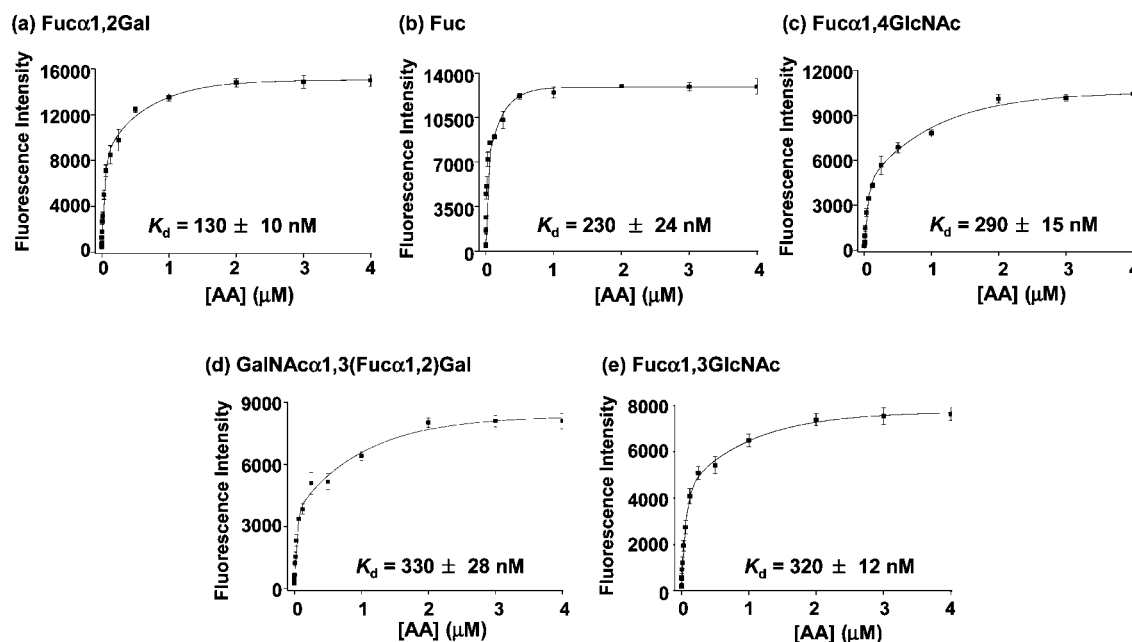 (a) Fucα1,2Gal
Fluorescence Intensity
16000
12000
8000
4000
0
Kd = 130 ± 10 nM
0 1 2 3 4
[AA] (μM)
(b) Fuc
Fluorescence Intensity
14000
10500
7000
3500
0
Kd = 230 ± 24 nM
0 1 2 3 4
[AA] (μM)
(c) Fucα1,4GlcNAc
Fluorescence Intensity
12000
9000
6000
3000
0
Kd = 290 ± 15 nM
0 1 2 3 4
[AA] (μM)
(d) GalNAcα1,3(Fucα1,2)Gal
Fluorescence Intensity
9000
6000
3000
0
Kd = 330 ± 28 nM
0 1 2 3 4
[AA] (μM)
(e) Fucα1,3GlcNAc
Fluorescence Intensity
8000
6000
4000
2000
0
Kd = 320 ± 12 nM
0 1 2 3 4
[AA] (μM)